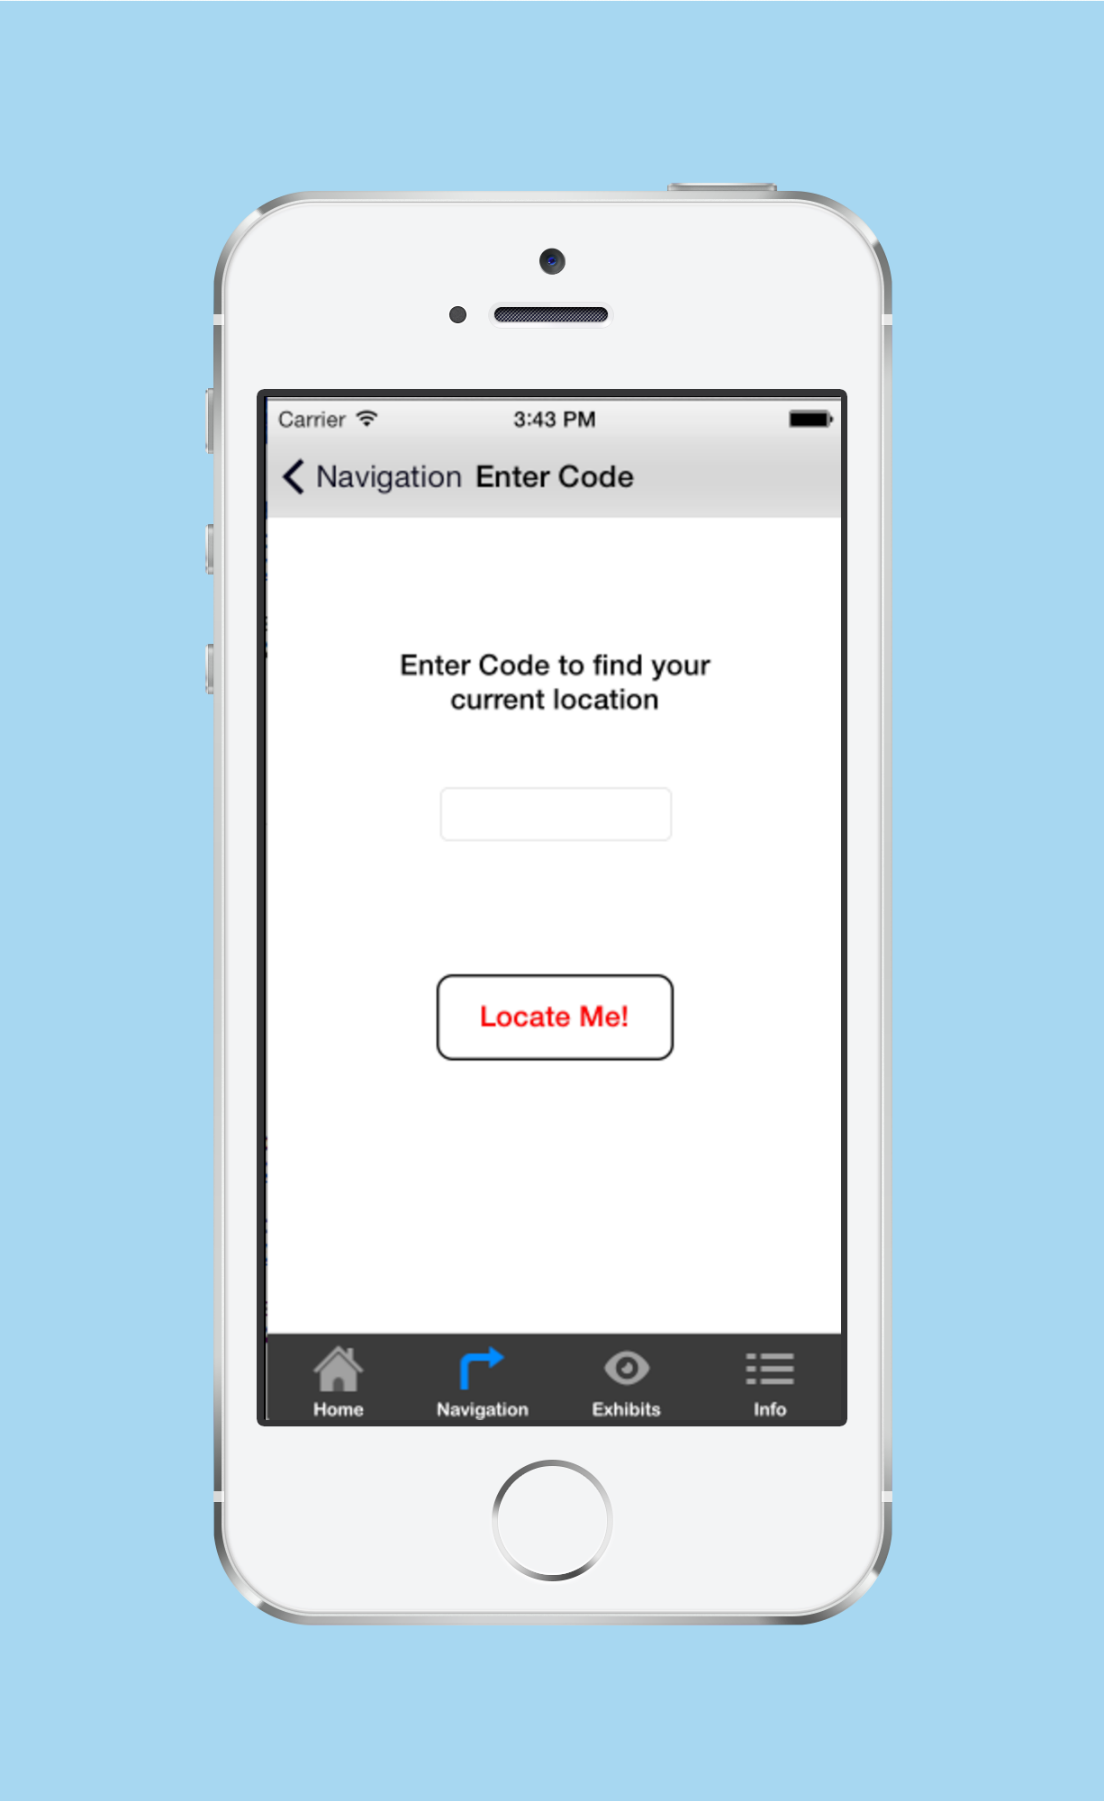 Carrier 3:43 PM
Navigation Enter Code
Enter Code to find your
current location
Locate Me!
Home Navigation Exhibits Info